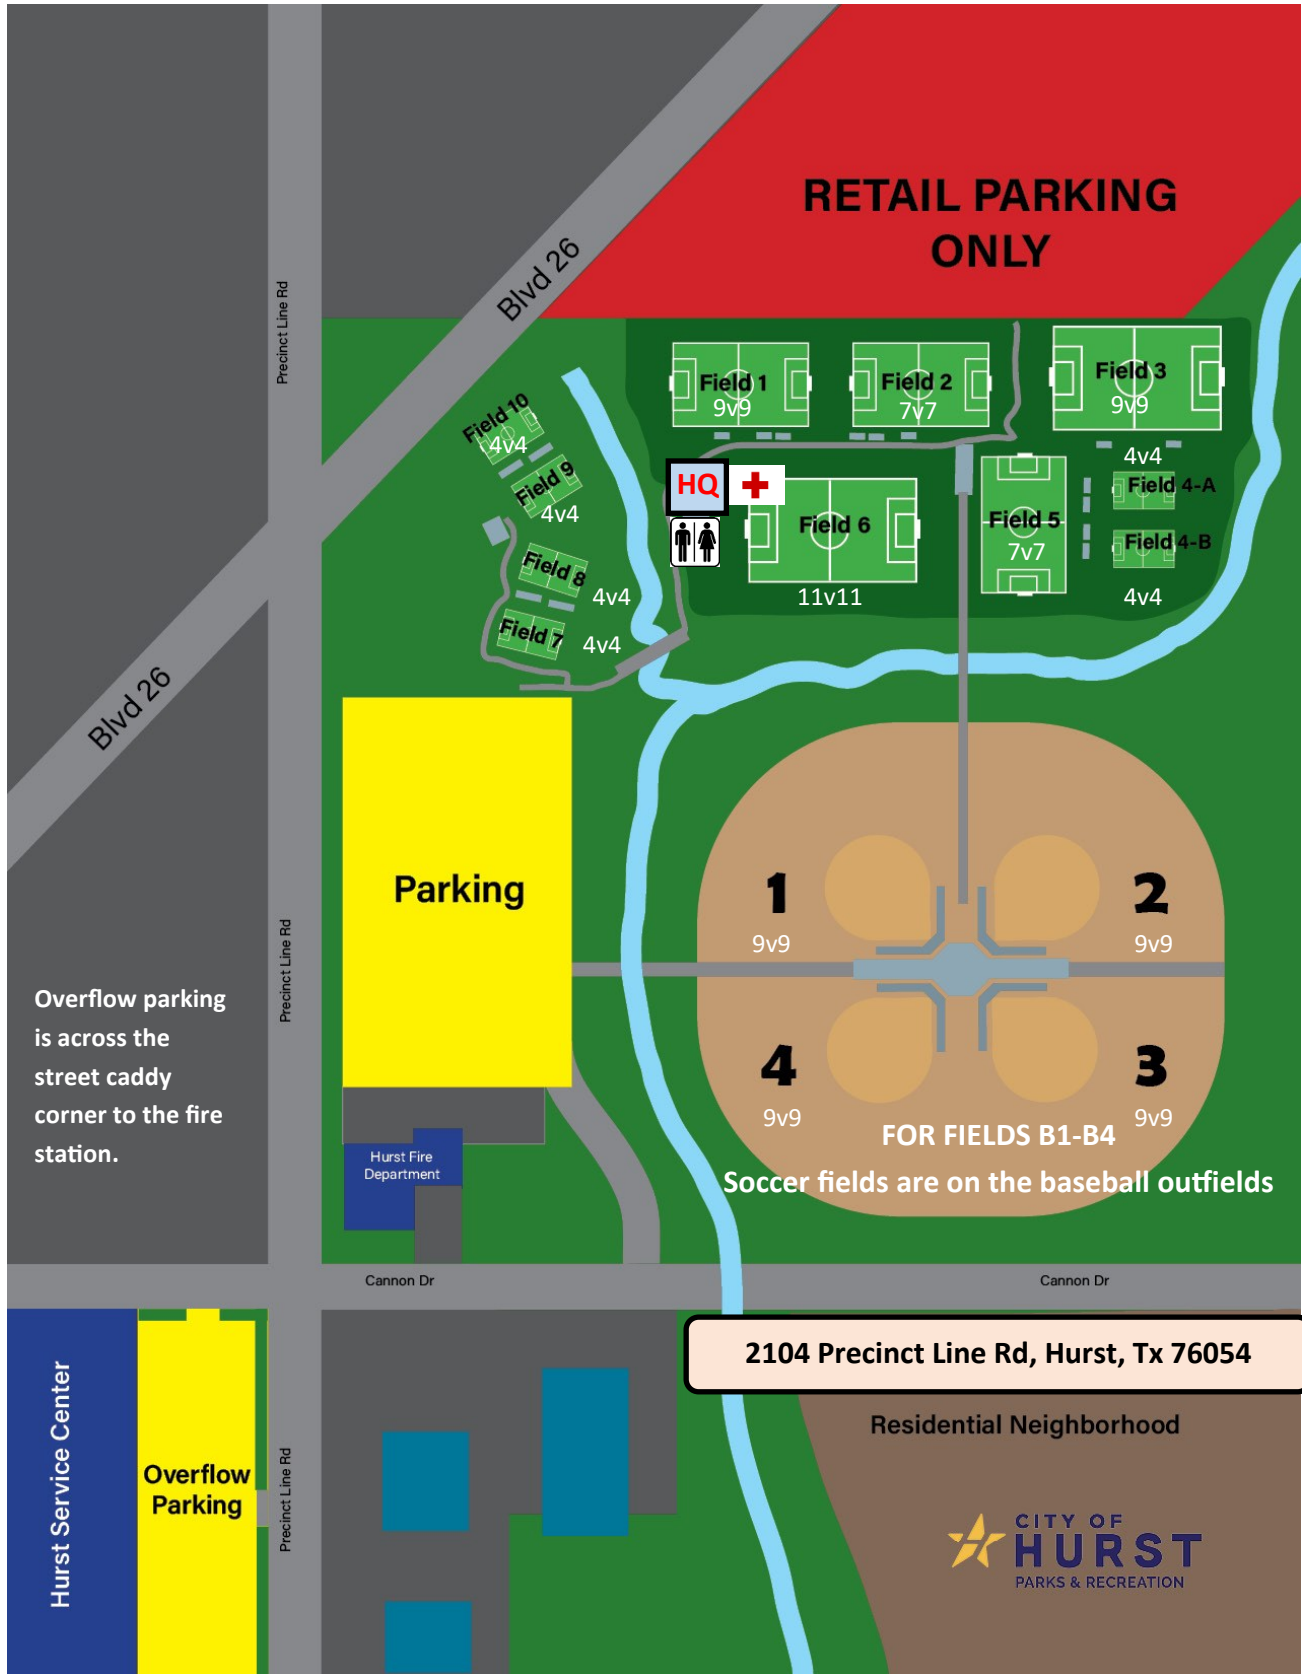 RETAIL PARKING
ONLY
Blvd 26
Precinct Line Rd
Field 1
9v9
Field 2
7v7
Field 3
9v9
Field 10
4v4
Field 9
4v4
HQ
4v4
Field 4-A
Field 6
11v11
Field 5
7v7
Field 4-B
4v4
Field 8
4v4
Field 7
4v4
Blvd 26
Parking
1
9v9
2
9v9
Precinct Line Rd
Overflow parking
is across the
street caddy
corner to the fire
station.
4
9v9
3
9v9
FOR FIELDS B1-B4
Soccer fields are on the baseball outfields
Hurst Fire
Department
Cannon Dr
Cannon Dr
2104 Precinct Line Rd, Hurst, Tx 76054
Residential Neighborhood
Hurst Service Center
Overflow
Parking
Precinct Line Rd
CITY OF
HURST
PARKS & RECREATION